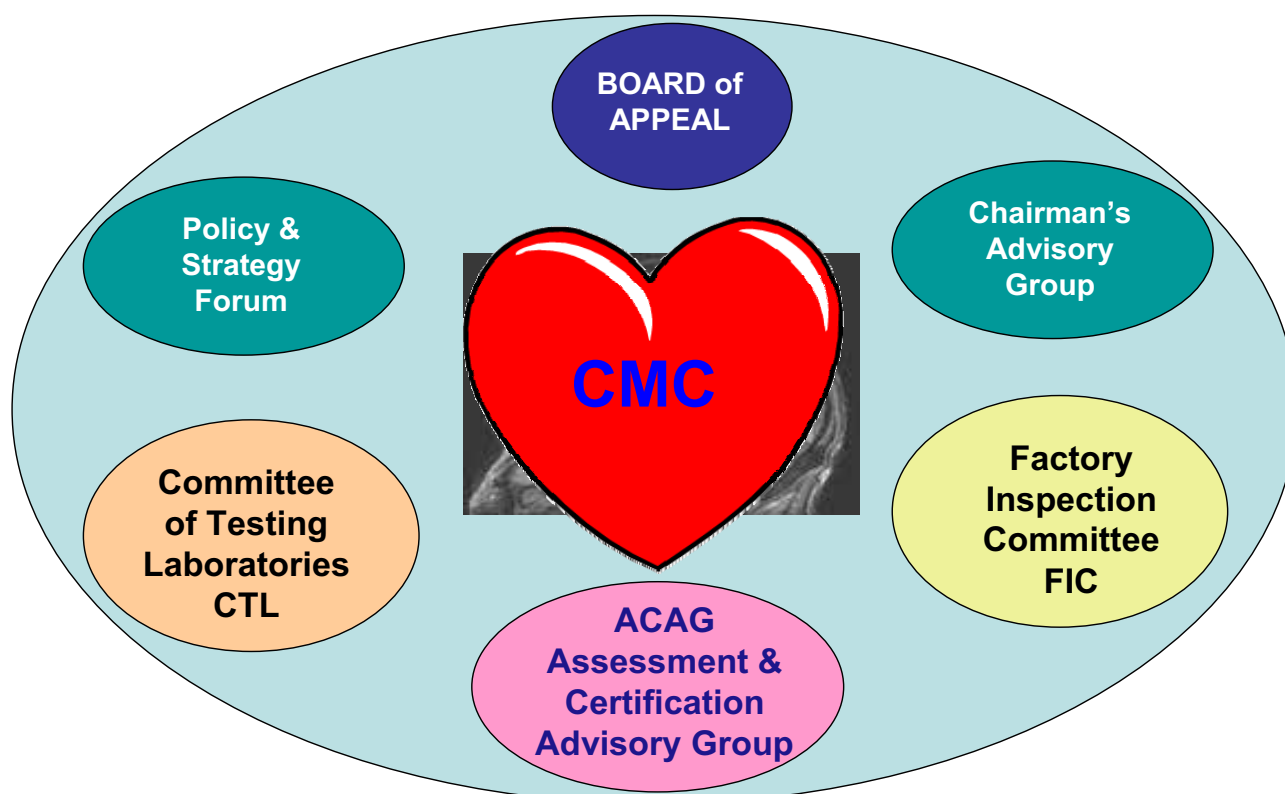 BOARD of
APPEAL
Policy &
Strategy
Forum
Chairman’s
Advisory
Group
CMC
Committee
of Testing
Laboratories
CTL
Factory
Inspection
Committee
FIC
ACAG
Assessment &
Certification
Advisory Group